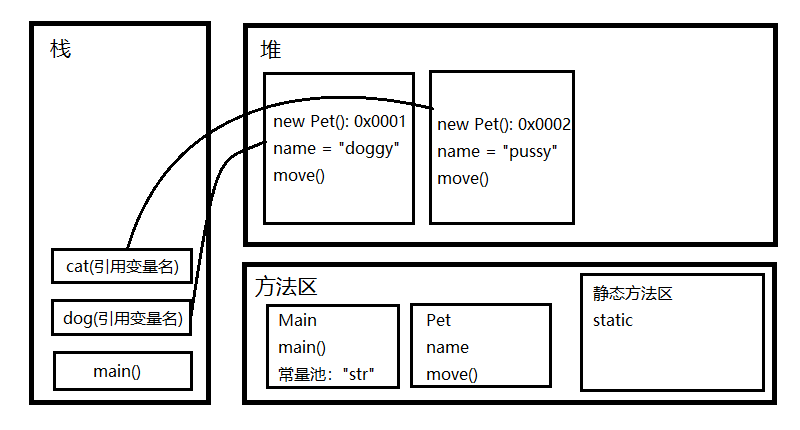 栈
cat(引用变量名)
dog(引用变量名)
main()
堆
new Pet(): 0x0001
name = "doggy"
move()
new Pet(): 0x0002
name = "pussy"
move()
方法区
Main
main()
常量池："str"
Pet
name
move()
静态方法区
static